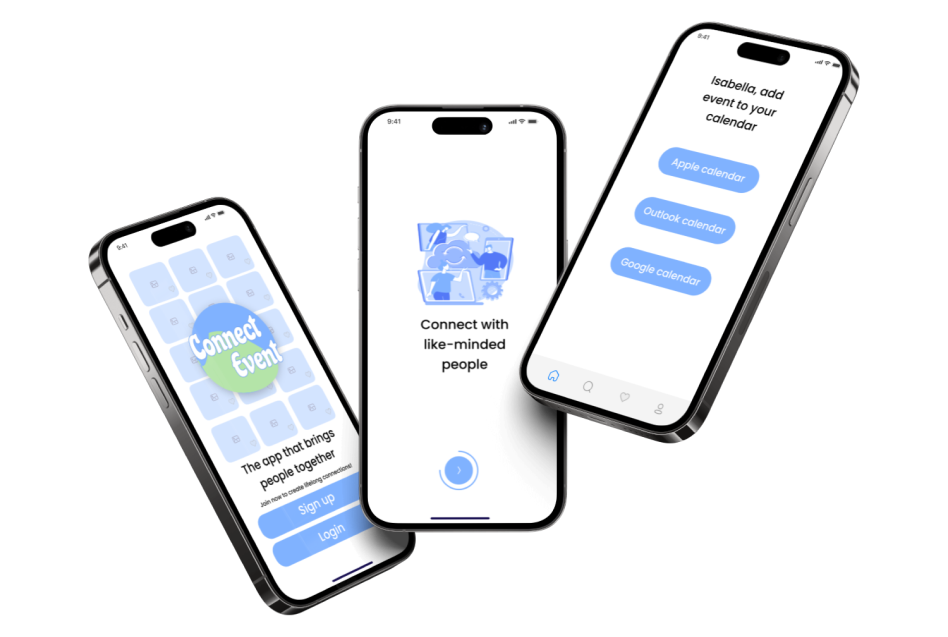 9:41
Connect
Event
The app that brings
people together
Join now to create lifelong connections!
Sign up
Login
9:41
Connect with
like-minded
people
9:41
Isabella, add
event to your
calendar
Apple calendar
Outlook calendar
Google calendar